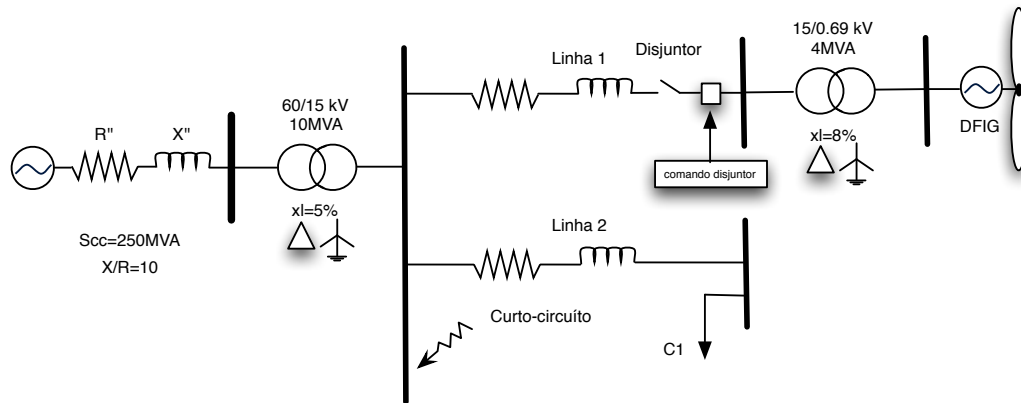 R"
X"
Scc=250MVA
X/R=10
60/15 kV
10MVA
xl=5%
Linha 1
Disjuntor
comando disjuntor
15/0.69 kV
4MVA
xl=8%
DFIG
Linha 2
C1
Curto-circuíto